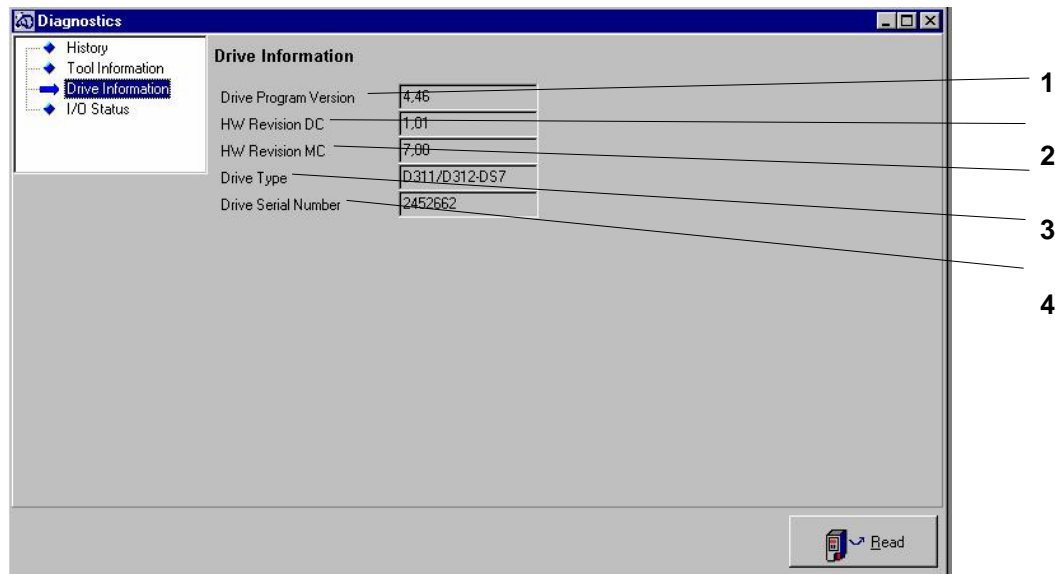 Diagnostics
History
Tool Information
Drive Information
I/O Status
Drive Information
Drive Program Version 4,46
HW Revision DC 1,01
HW Revision MC 7,00
Drive Type D311/D312-DS7
Drive Serial Number 2452662
1
2
3
4
Read